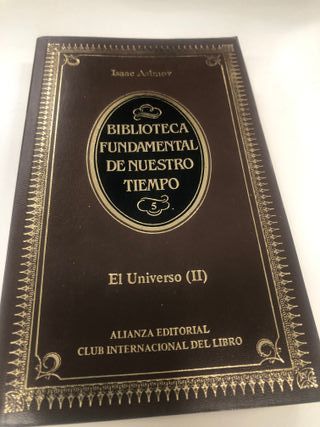 Isaac Asimov
BIBLIOTECA
FUNDAMENTAL
DE NUESTRO
TIEMPO
5
El Universo (II)
ALIANZA EDITORIAL
CLUB INTERNACIONAL DEL LIBRO